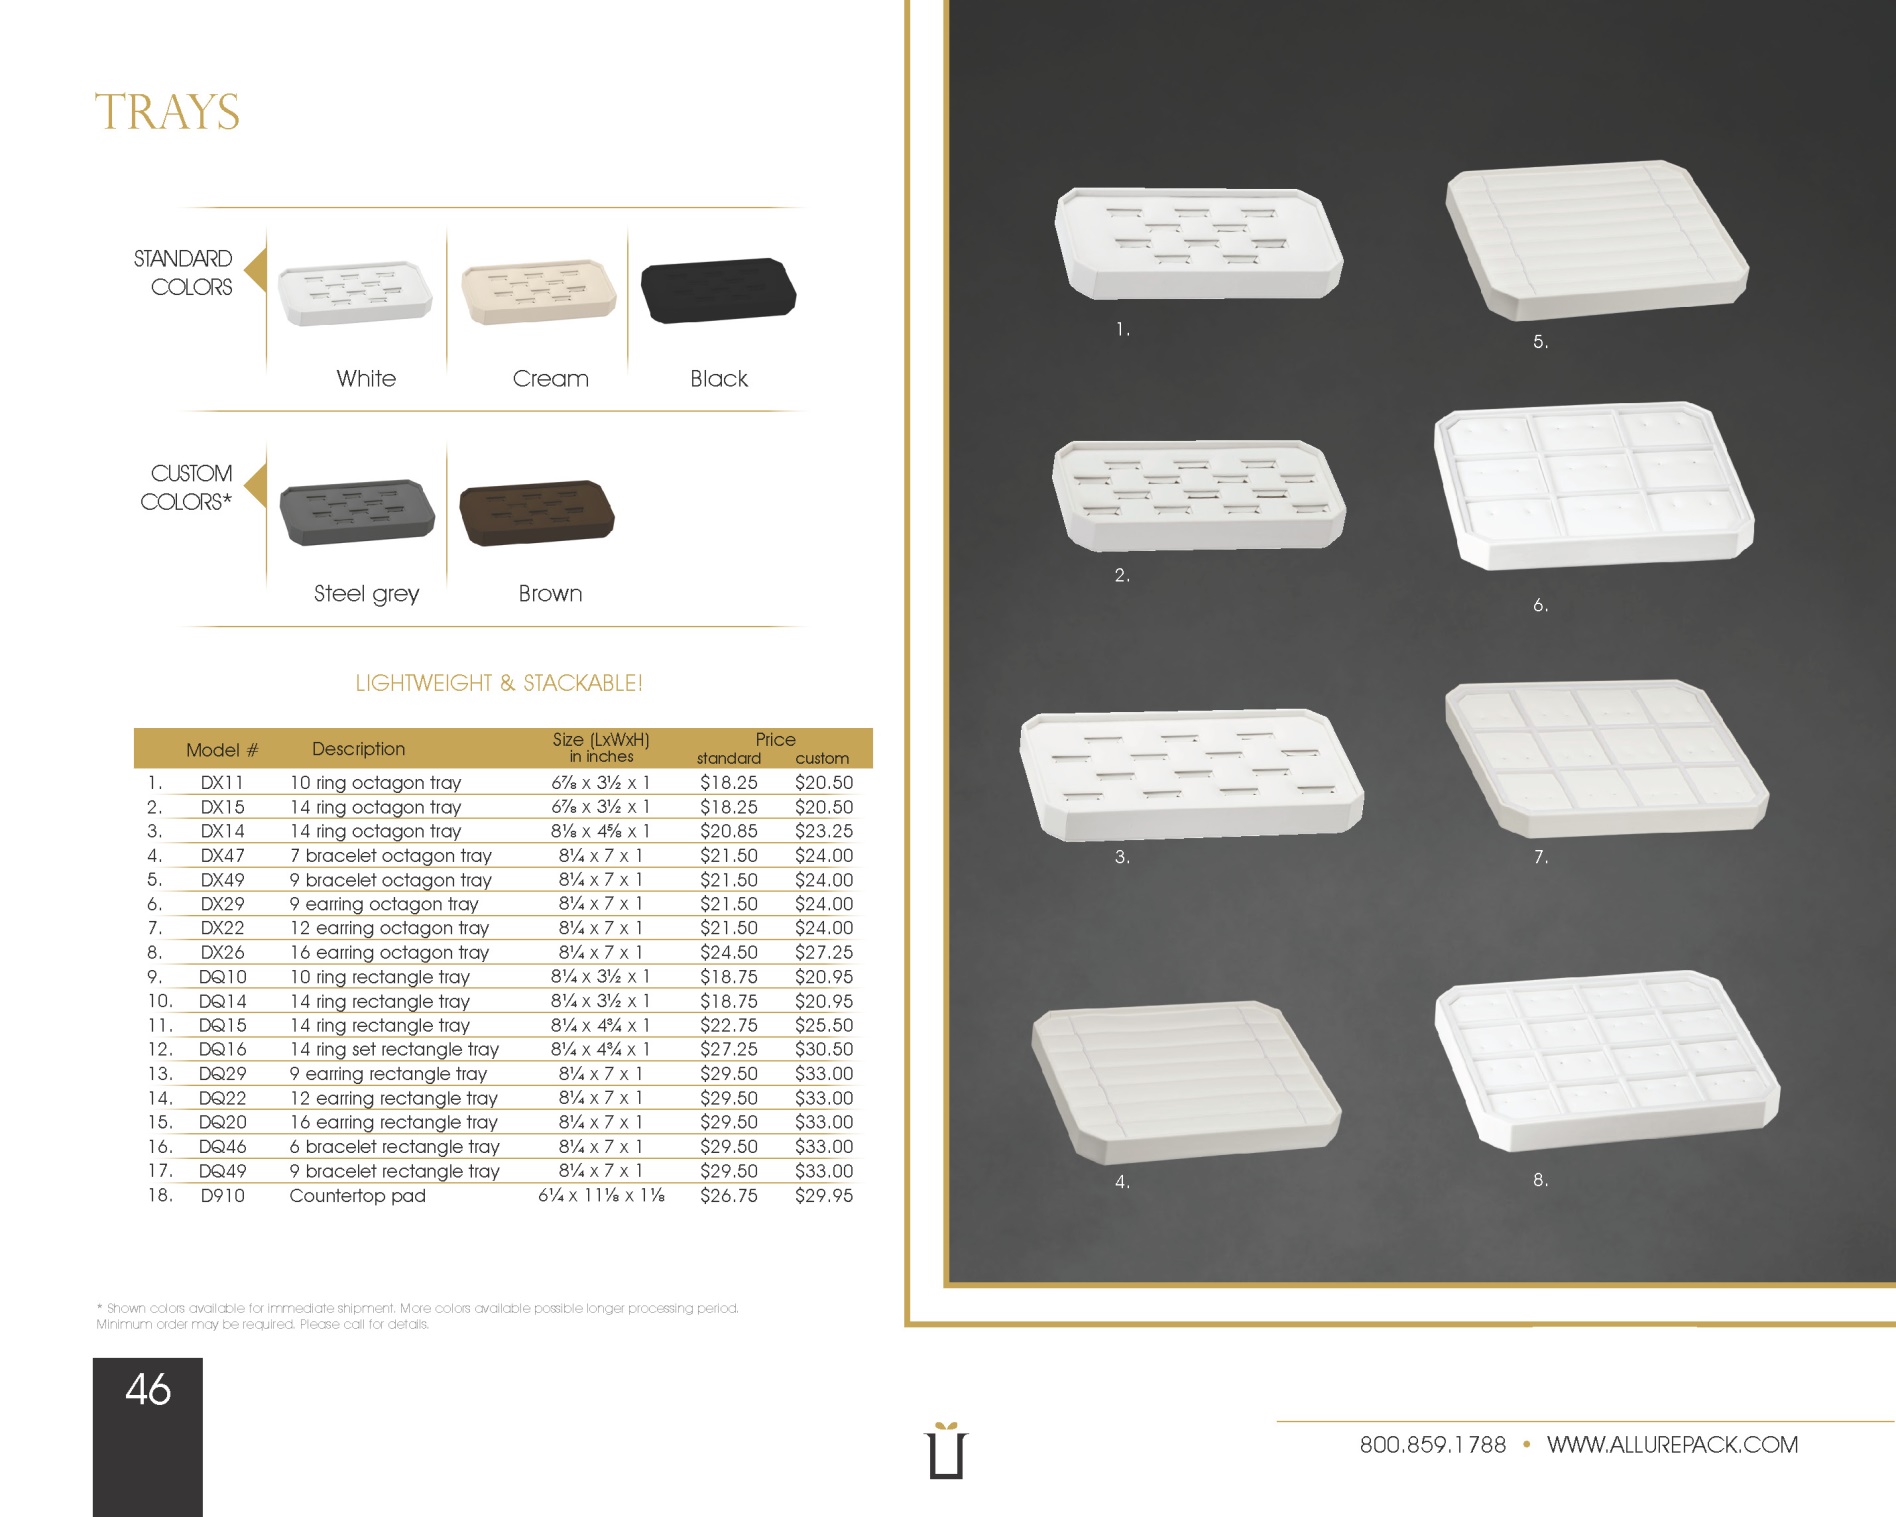 TRAYS
STANDARD
COLORS
White Cream Black
CUSTOM
COLORS*
Steel grey Brown
LIGHTWEIGHT & STACKABLE!
Model # Description Size (LxWxH) in inches Price standard custom
1. DX11 10 ring octagon tray 6⅞ x 3½ x 1 $18.25 $20.50
2. DX15 14 ring octagon tray 6⅞ x 3½ x 1 $18.25 $20.50
3. DX14 14 ring octagon tray 8⅛ x 4⅝ x 1 $20.85 $23.25
4. DX47 7 bracelet octagon tray 8¼ x 7 x 1 $21.50 $24.00
5. DX49 9 bracelet octagon tray 8¼ x 7 x 1 $21.50 $24.00
6. DX29 9 earring octagon tray 8¼ x 7 x 1 $21.50 $24.00
7. DX22 12 earring octagon tray 8¼ x 7 x 1 $21.50 $24.00
8. DX26 16 earring octagon tray 8¼ x 7 x 1 $24.50 $27.25
9. DQ10 10 ring rectangle tray 8¼ x 3½ x 1 $18.75 $20.95
10. DQ14 14 ring rectangle tray 8¼ x 3½ x 1 $18.75 $20.95
11. DQ15 14 ring rectangle tray 8¼ x 4¾ x 1 $22.75 $25.50
12. DQ16 14 ring set rectangle tray 8¼ x 4¾ x 1 $27.25 $30.50
13. DQ29 9 earring rectangle tray 8¼ x 7 x 1 $29.50 $33.00
14. DQ22 12 earring rectangle tray 8¼ x 7 x 1 $29.50 $33.00
15. DQ20 16 earring rectangle tray 8¼ x 7 x 1 $29.50 $33.00
16. DQ46 6 bracelet rectangle tray 8¼ x 7 x 1 $29.50 $33.00
17. DQ49 9 bracelet rectangle tray 8¼ x 7 x 1 $29.50 $33.00
18. D910 Countertop pad 6¼ x 11⅛ x 1⅛ $26.75 $29.95
* Shown colors available for immediate shipment. More colors available possible longer processing period.
Minimum order may be required. Please call for details.
46
1.
5.
2.
6.
3.
7.
4.
8.
800.859.1788 • WWW.ALLUREPACK.COM